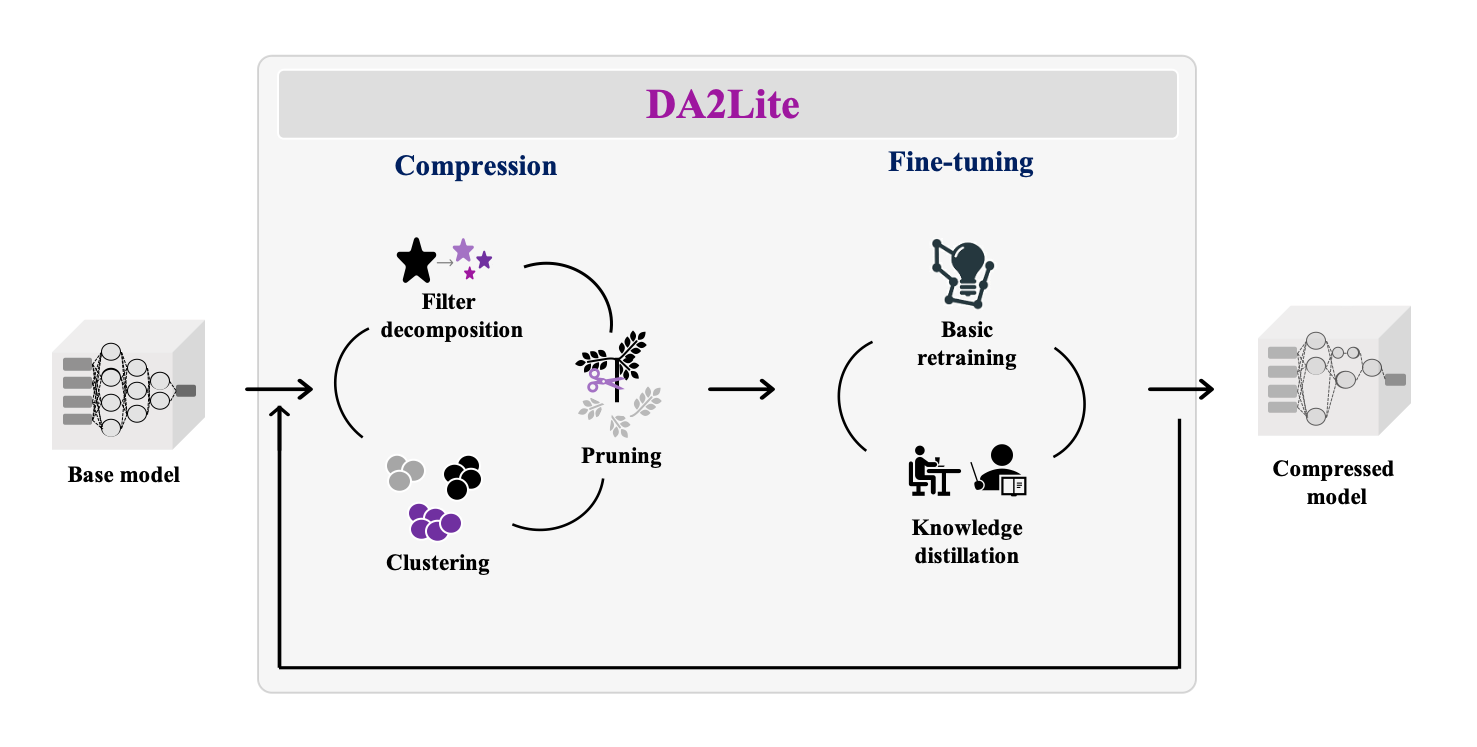 DA2Lite
Compression
Fine-tuning
Filter
decomposition
Pruning
Clustering
Basic
retraining
Knowledge
distillation
Base model
Compressed
model